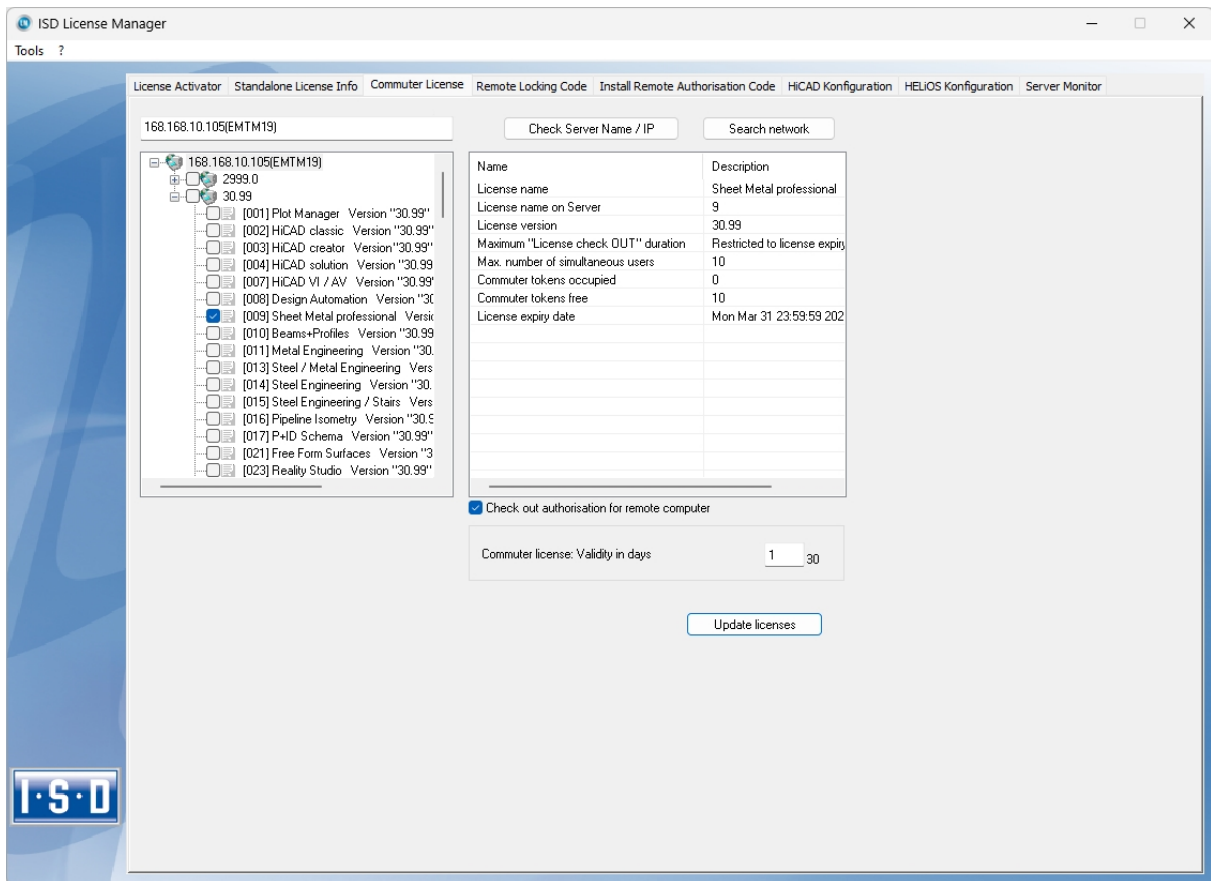 ISD License Manager
Tools ?
License Activator Standalone License Info Commuter License Remote Locking Code Install Remote Authorisation Code HiCAD Konfiguration HELiOS Konfiguration Server Monitor
168.168.10.105(EMTM19)
Check Server Name / IP Search network
168.168.10.105(EMTM19)
2999.0
30.99
[001] Plot Manager Version "30.99"
[002] HiCAD classic Version "30.99"
[003] HiCAD creator Version "30.99"
[004] HiCAD solution Version "30.99
[007] HiCAD VI / AV Version "30.99"
[008] Design Automation Version "30
[009] Sheet Metal professional Versio
[010] Beams+Profiles Version "30.99
[011] Metal Engineering Version "30.
[013] Steel / Metal Engineering Vers
[014] Steel Engineering Version "30.
[015] Steel Engineering / Stairs Vers
[016] Pipeline Isometry Version "30.9
[017] P+ID Schema Version "30.99"
[021] Free Form Surfaces Version "3
[023] Reality Studio Version "30.99"
Name Description
License name Sheet Metal professional
License name on Server 9
License version 30.99
Maximum "License check OUT" duration Restricted to license expiry
Max. number of simultaneous users 10
Commuter tokens occupied 0
Commuter tokens free 10
License expiry date Mon Mar 31 23:59:59 202
Check out authorisation for remote computer
Commuter license: Validity in days 1 30
Update licenses
I·S·D